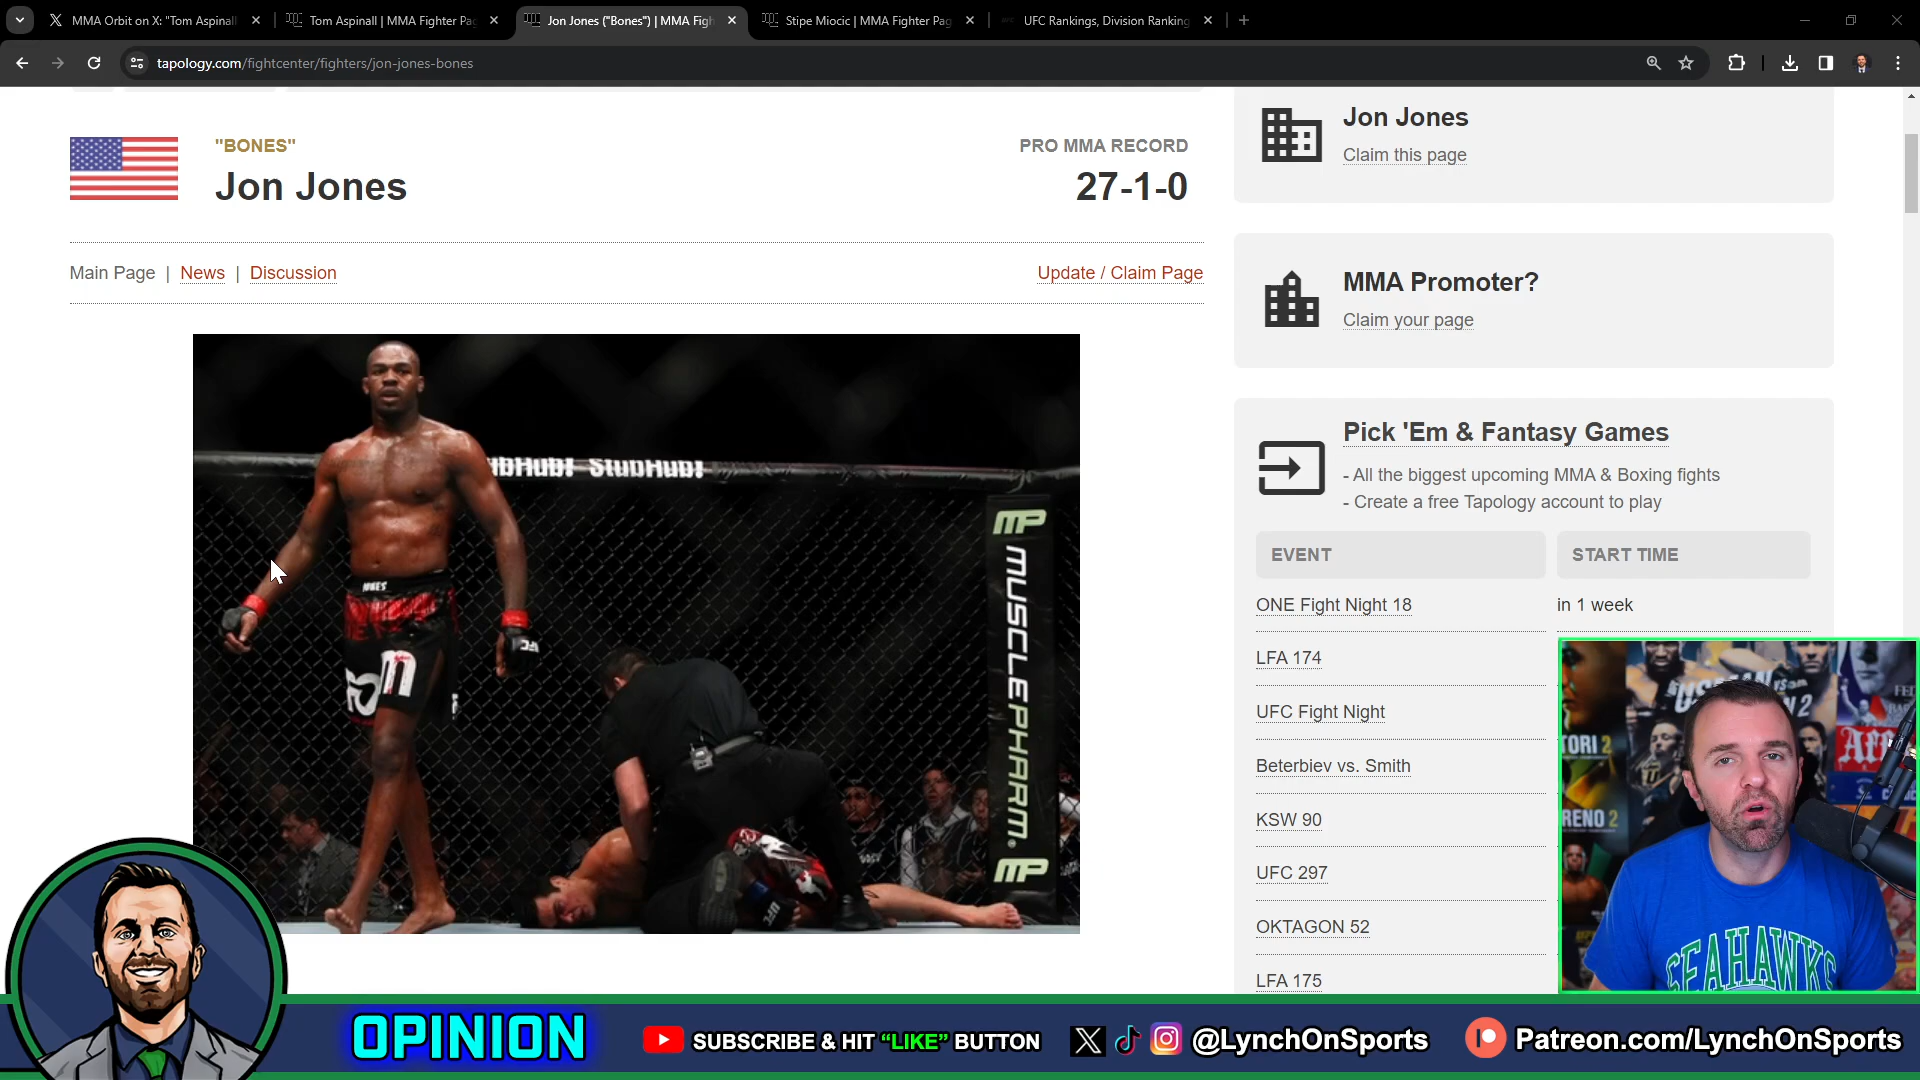 MMA Orbit on X: "Tom Aspinall
Tom Aspinall | MMA Fighter Pag
Jon Jones ("Bones") | MMA Figh
Stipe Miocic | MMA Fighter Pag
UFC Rankings, Division Ranking
tapology.com/fightcenter/fighters/jon-jones-bones
"BONES"
Jon Jones
PRO MMA RECORD
27-1-0
Main Page | News | Discussion
Update / Claim Page
StubHub!
MP
MUSCLEPHARM
MP
Jon Jones
Claim this page
MMA Promoter?
Claim your page
Pick 'Em & Fantasy Games
- All the biggest upcoming MMA & Boxing fights
- Create a free Tapology account to play
EVENT
START TIME
ONE Fight Night 18
in 1 week
LFA 174
UFC Fight Night
Beterbiev vs. Smith
KSW 90
UFC 297
OKTAGON 52
LFA 175
SEAHAWKS
OPINION
SUBSCRIBE & HIT "LIKE" BUTTON
@LynchOnSports
Patreon.com/LynchOnSports